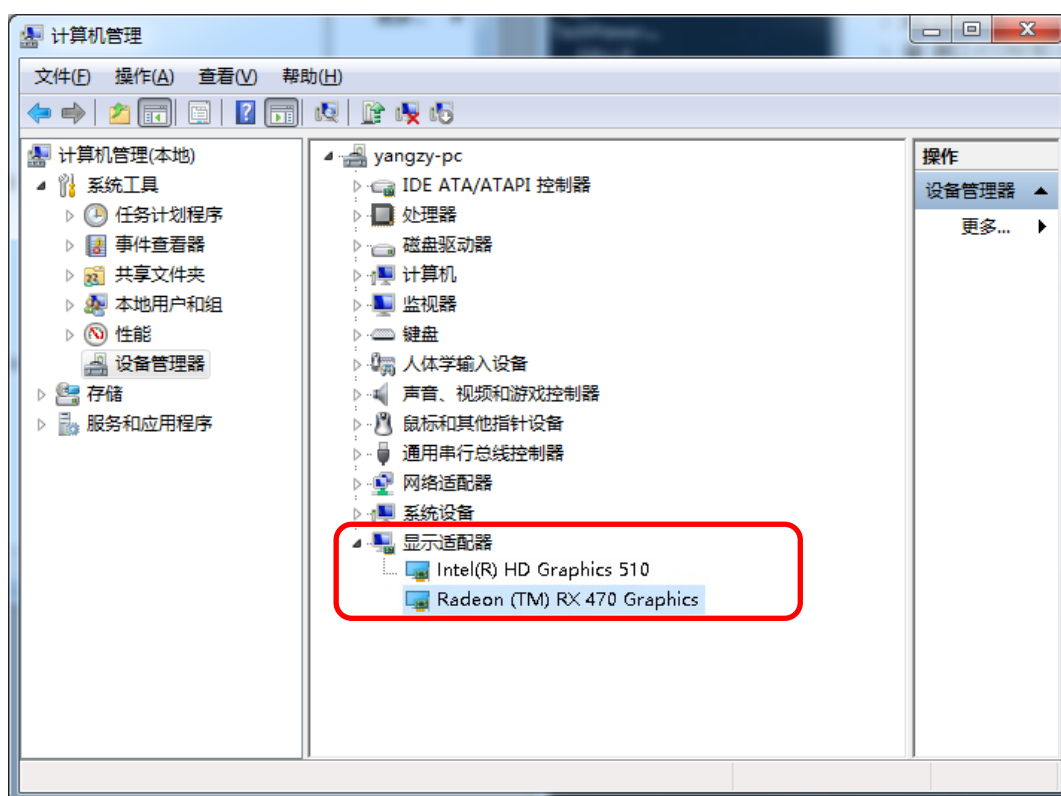 计算机管理
文件(F) 操作(A) 查看(V) 帮助(H)
计算机管理(本地)
系统工具
任务计划程序
事件查看器
共享文件夹
本地用户和组
性能
设备管理器
存储
服务和应用程序
yangzy-pc
IDE ATA/ATAPI 控制器
处理器
磁盘驱动器
计算机
监视器
键盘
人体学输入设备
声音、视频和游戏控制器
鼠标和其他指针设备
通用串行总线控制器
网络适配器
系统设备
显示适配器
Intel(R) HD Graphics 510
Radeon (TM) RX 470 Graphics
操作
设备管理器
更多...